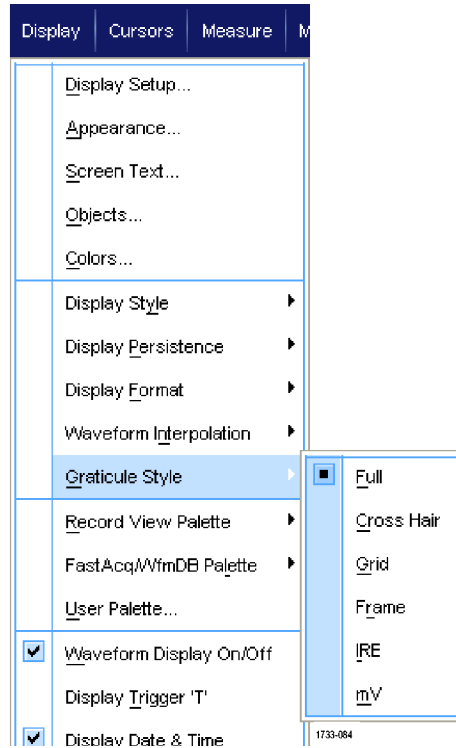 Display Cursors Measure M
Display Setup...
Appearance...
Screen Text...
Objects...
Colors...
Display Style
Display Persistence
Display Format
Waveform Interpolation
Graticule Style
Full
Cross Hair
Grid
Frame
IRE
mV
Record View Palette
FastAcq/WfmDB Palette
User Palette...
Waveform Display On/Off
Display Trigger 'T'
Display Date & Time
1733-084